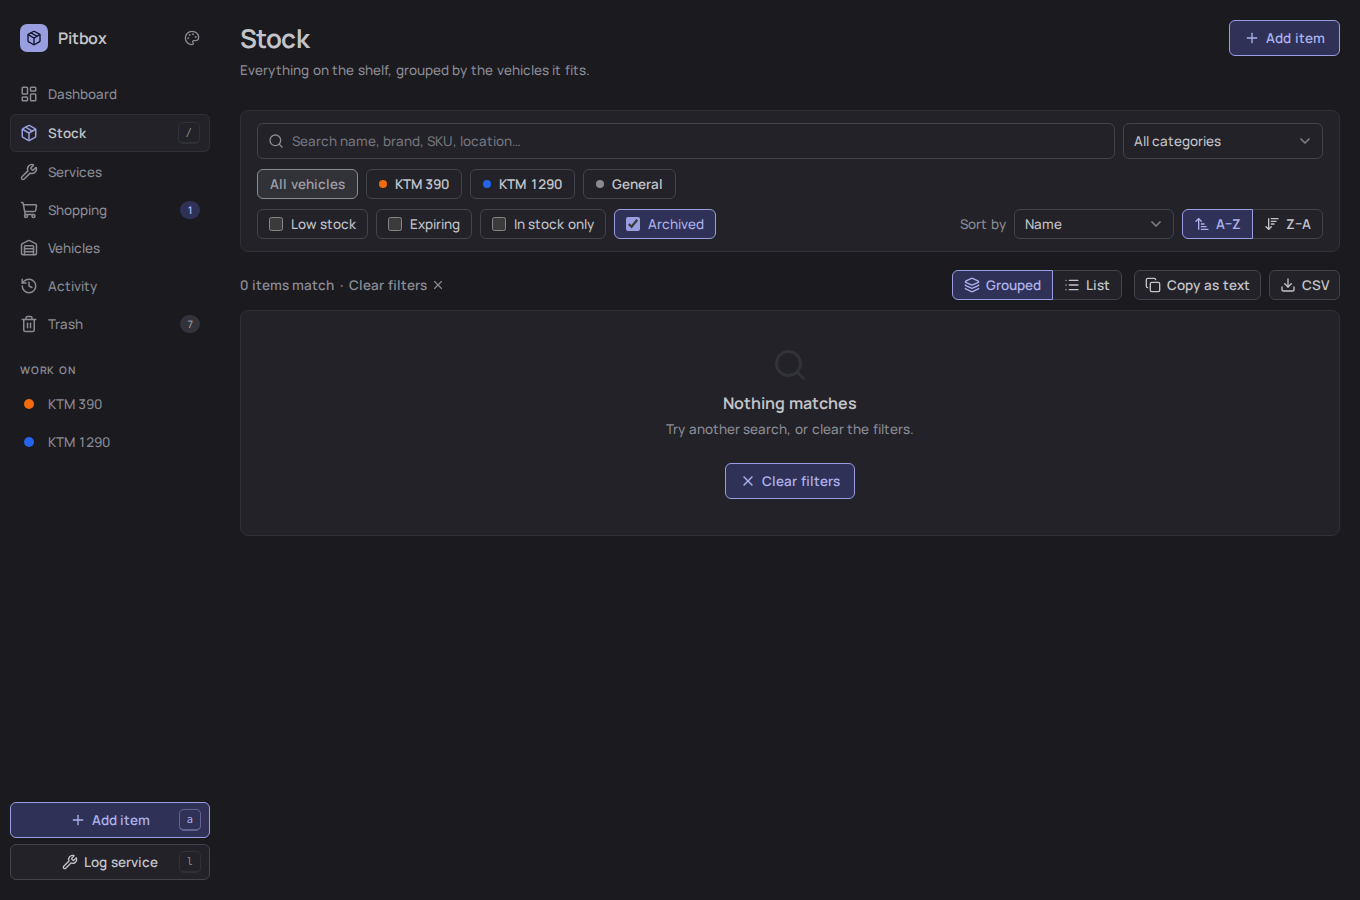 Pitbox
Dashboard
Stock /
Services
Shopping 1
Vehicles
Activity
Trash 7
WORK ON
KTM 390
KTM 1290
Add item a
Log service l
Stock
Everything on the shelf, grouped by the vehicles it fits.
Add item
Search name, brand, SKU, location…
All categories
All vehicles KTM 390 KTM 1290 General
Low stock Expiring In stock only Archived
Sort by Name A–Z Z–A
0 items match · Clear filters
Grouped List Copy as text CSV
Nothing matches
Try another search, or clear the filters.
Clear filters